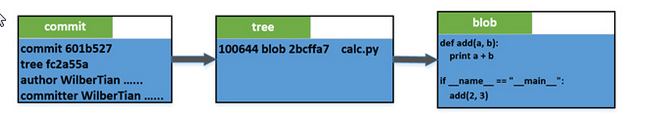 commit
commit 601b527
tree fc2a55a
author WilberTian ......
committer WilberTian ......
tree
100644 blob 2bcffa7 calc.py
blob
def add(a, b):
print a + b
if __name__ == "__main__":
add(2, 3)